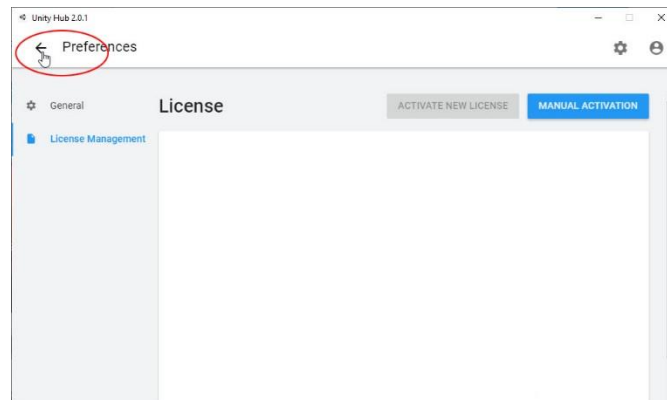 Unity Hub 2.0.1
Preferences
General
License
ACTIVATE NEW LICENSE
MANUAL ACTIVATION
License Management